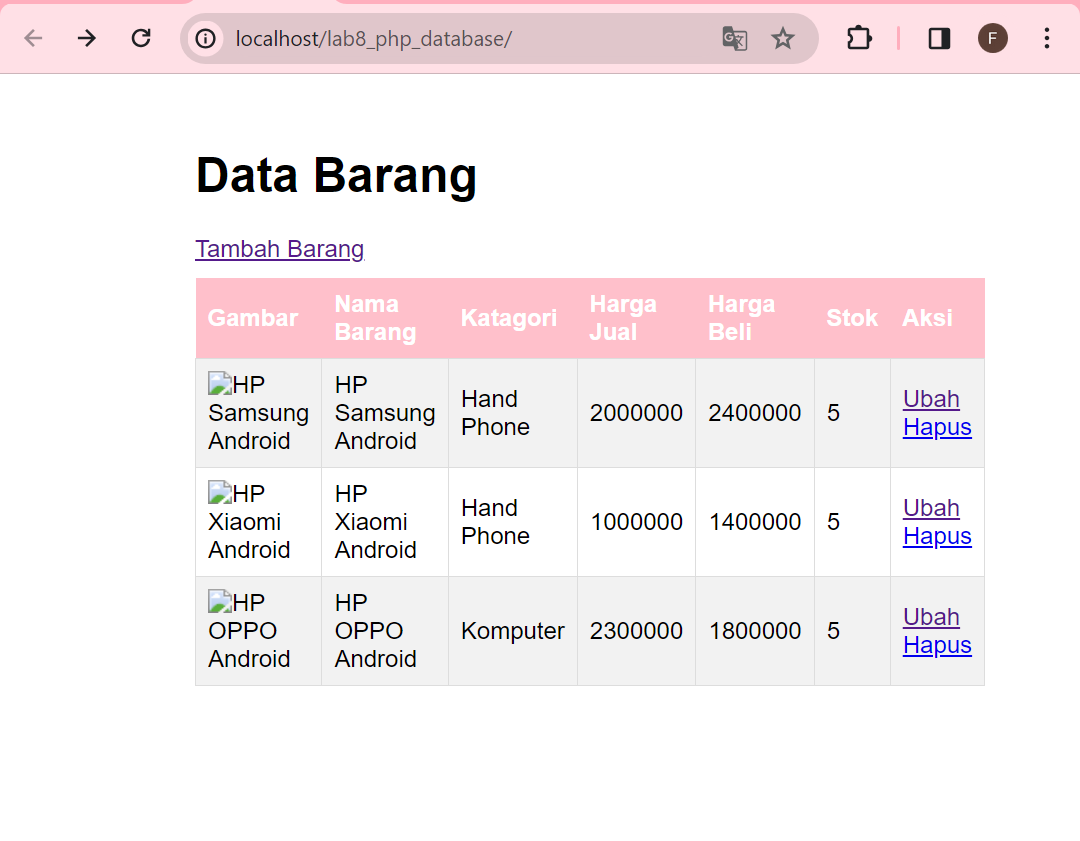 localhost/lab8_php_database/
F
Data Barang
Tambah Barang
Gambar Nama Barang Katagori Harga Jual Harga Beli Stok Aksi
HP Samsung Android HP Samsung Android Hand Phone 2000000 2400000 5 Ubah Hapus
HP Xiaomi Android HP Xiaomi Android Hand Phone 1000000 1400000 5 Ubah Hapus
HP OPPO Android HP OPPO Android Komputer 2300000 1800000 5 Ubah Hapus